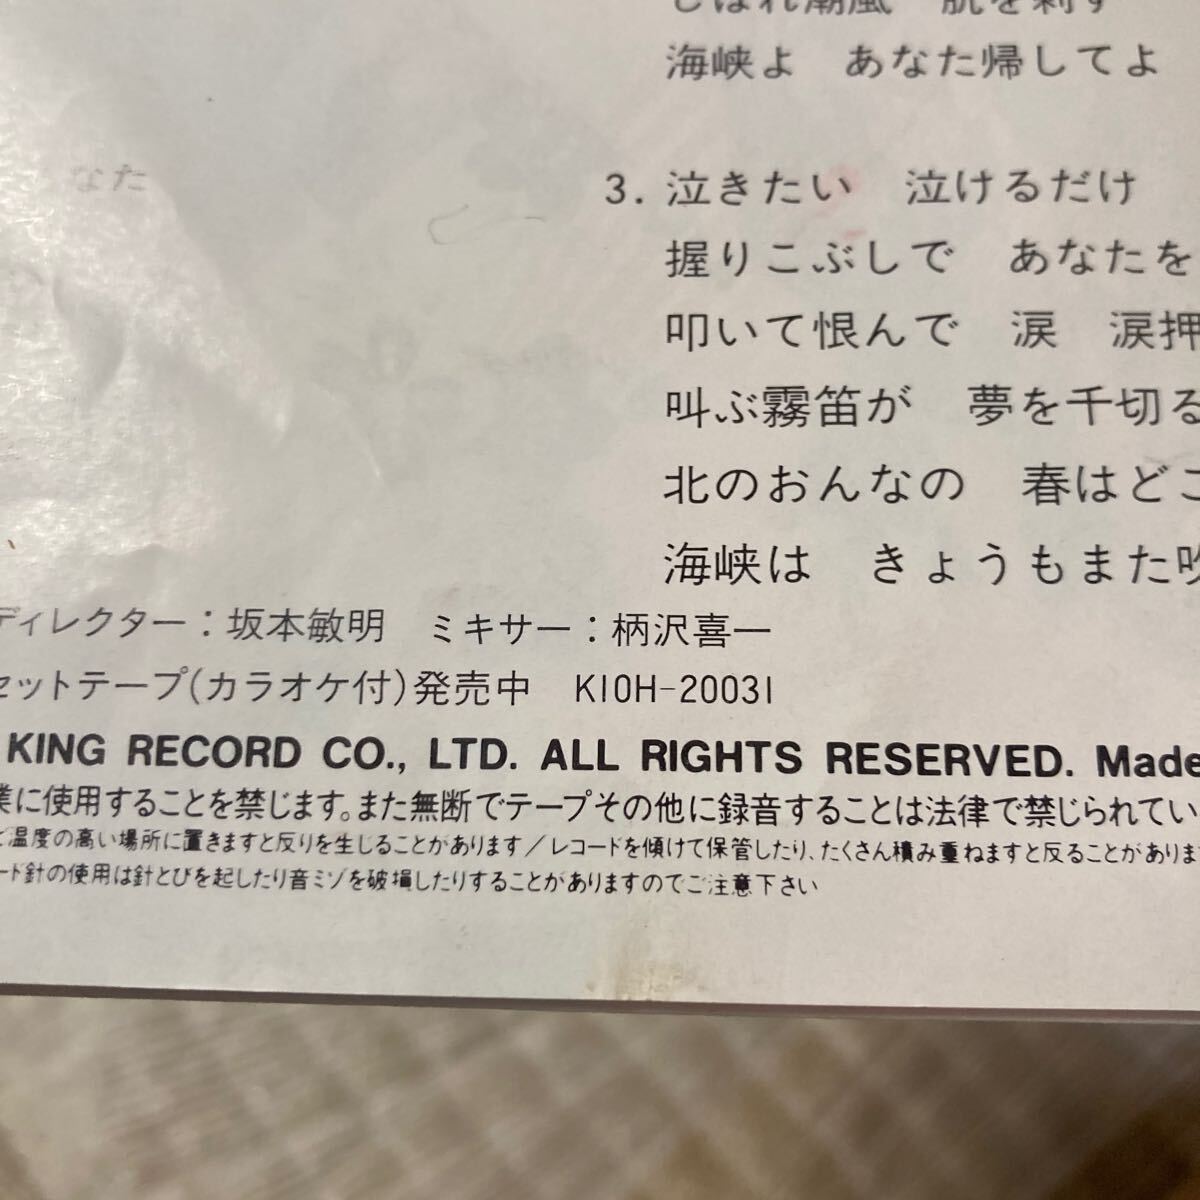 しばれ潮風　肌を刺す
海峡よ　あなた帰してよ
なた
3. 泣きたい　泣けるだけ
握りこぶしで　あなたを
叩いて恨んで　涙　涙押
叫ぶ霧笛が　夢を千切る
北のおんなの　春はどこ
海峡は　きょうもまた吹
ディレクター：坂本敏明　ミキサー：柄沢喜一
セットテープ(カラオケ付)発売中　K10H-20031
KING RECORD CO., LTD. ALL RIGHTS RESERVED. Made
業に使用することを禁じます。また無断でテープその他に録音することは法律で禁じられてい
温度の高い場所に置きますと反りを生じることがあります／レコードを傾けて保管したり、たくさん積み重ねますと反ることがあります
ード針の使用は針とびを起したり音ミゾを破損したりすることがありますのでご注意下さい